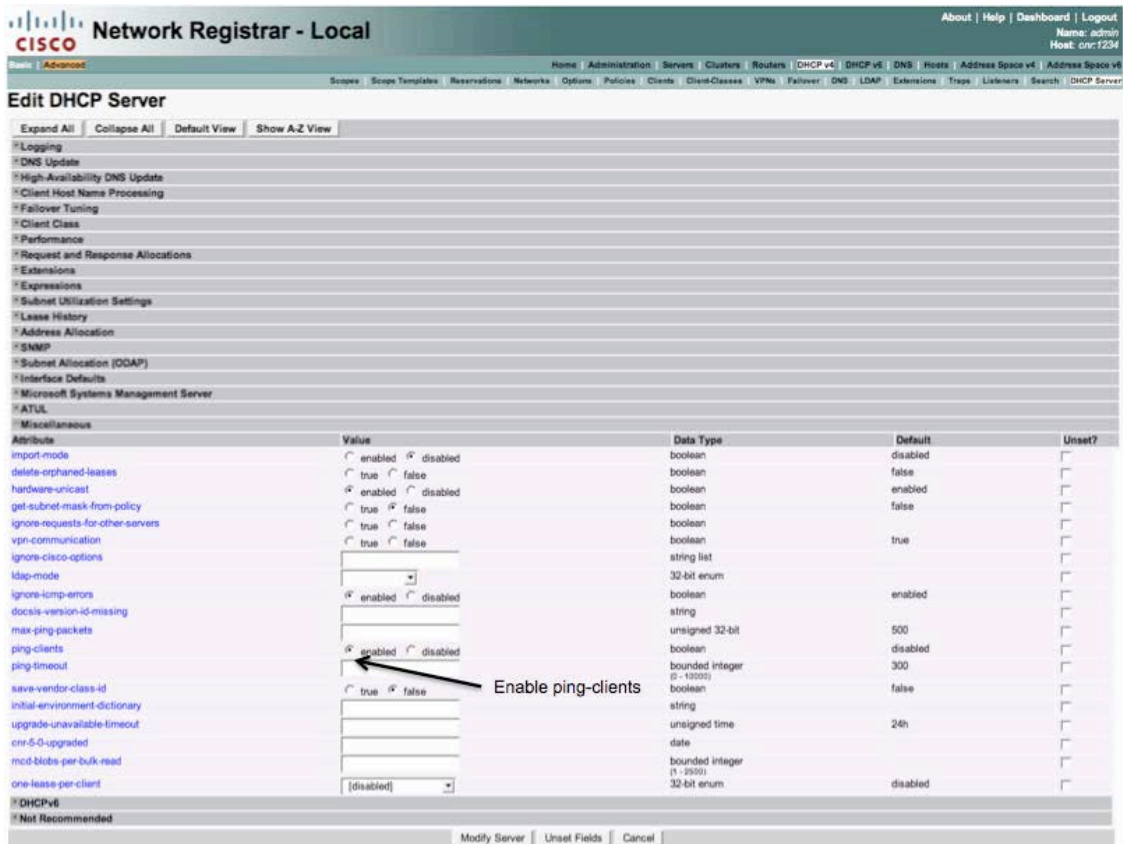 About | Help | Dashboard | Logout
CISCO Network Registrar - Local
Name: admin
Host: cnr:1234
Basic | Advanced
Home | Administration | Servers | Clusters | Routers | DHCP v4 | DHCP v6 | DNS | Hosts | Address Space v4 | Address Space v6
Scopes | Scope Templates | Reservations | Networks | Options | Policies | Clients | Client-Classes | VPNs | Failover | DNS | LDAP | Extensions | Traps | Listeners | Search | DHCP Server
Edit DHCP Server
Expand All Collapse All Default View Show A-Z View
Logging
DNS Update
High-Availability DNS Update
Client Host Name Processing
Failover Tuning
Client Class
Performance
Request and Response Allocations
Extensions
Expressions
Subnet Utilization Settings
Lease History
Address Allocation
SNMP
Subnet Allocation (ODAP)
Interface Defaults
Microsoft Systems Management Server
ATUL
Miscellaneous
Attribute Value Data Type Default Unset?
import-mode enabled disabled boolean disabled
delete-orphaned-leases true false boolean false
hardware-unicast enabled disabled boolean enabled
get-subnet-mask-from-policy true false boolean false
ignore-requests-for-other-servers true false boolean
vpn-communication true false boolean true
ignore-cisco-options string list
ldap-mode 32-bit enum
ignore-icmp-errors enabled disabled boolean enabled
docsis-version-id-missing string
max-ping-packets unsigned 32-bit 500
ping-clients enabled disabled boolean disabled
ping-timeout bounded integer 300
(0 - 10000)
Enable ping-clients
save-vendor-class-id true false boolean false
initial-environment-dictionary string
upgrade-unavailable-timeout unsigned time 24h
cnr-5-0-upgraded date
mcd-blobs-per-bulk-read bounded integer
(1 - 2500)
one-lease-per-client [disabled] 32-bit enum disabled
DHCPv6
Not Recommended
Modify Server Unset Fields Cancel